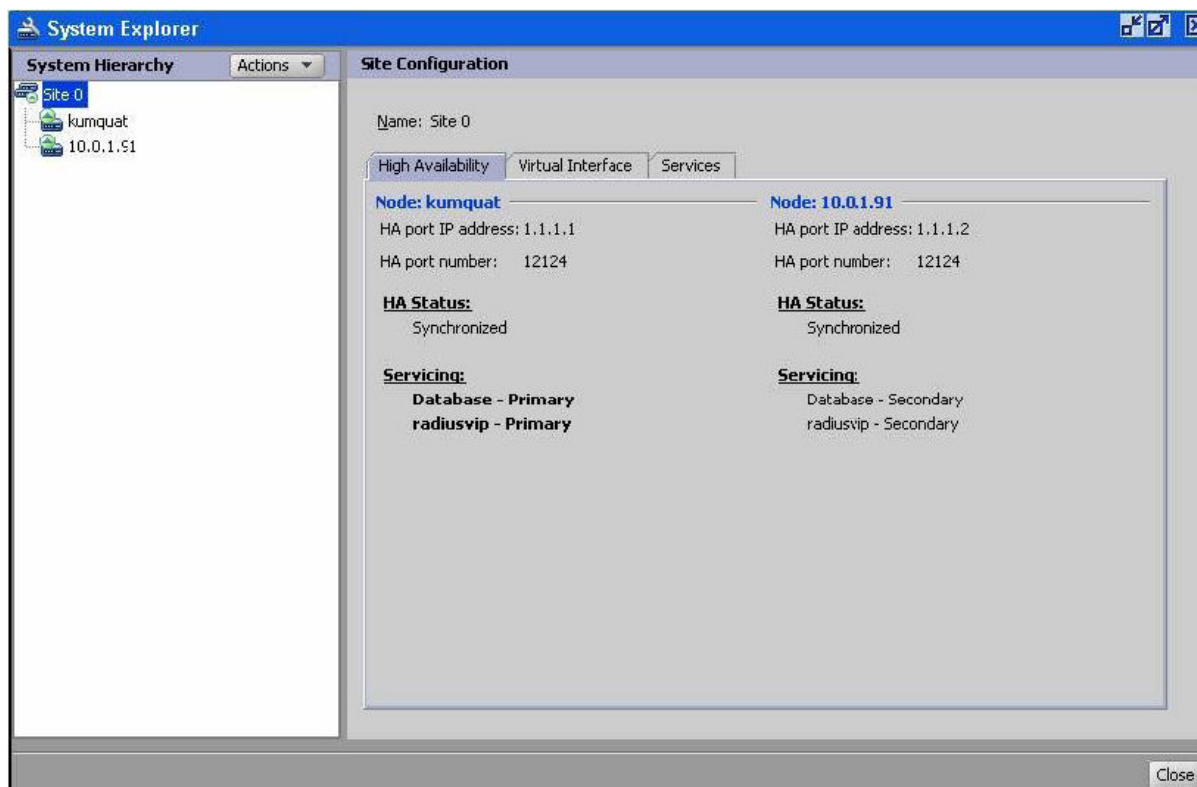 System Explorer
System Hierarchy
Actions
Site 0
kumquat
10.0.1.91
Site Configuration
Name: Site 0
High Availability
Virtual Interface
Services
Node: kumquat
HA port IP address: 1.1.1.1
HA port number: 12124
HA Status:
Synchronized
Servicing:
Database - Primary
radiusvip - Primary
Node: 10.0.1.91
HA port IP address: 1.1.1.2
HA port number: 12124
HA Status:
Synchronized
Servicing:
Database - Secondary
radiusvip - Secondary
Close